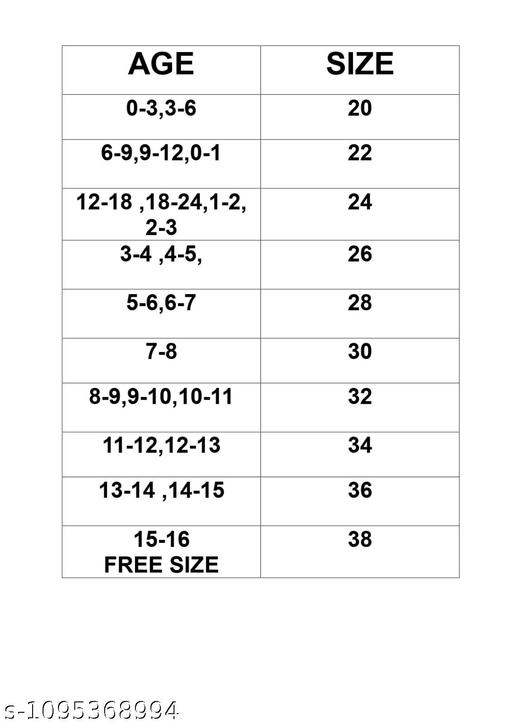 AGE SIZE
0-3,3-6 20
6-9,9-12,0-1 22
12-18 ,18-24,1-2, 24
2-3
3-4 ,4-5, 26
5-6,6-7 28
7-8 30
8-9,9-10,10-11 32
11-12,12-13 34
13-14 ,14-15 36
15-16 38
FREE SIZE
s-1095368994